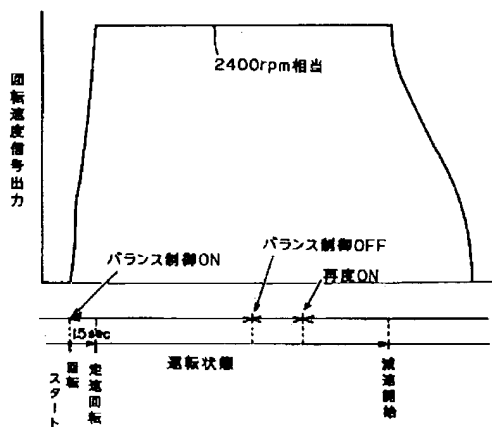 回転速度信号出力
2400rpm相当
バランス制御ON
バランス制御OFF
再度ON
15sec
回転スタート
定速回転
運転状態
減速開始